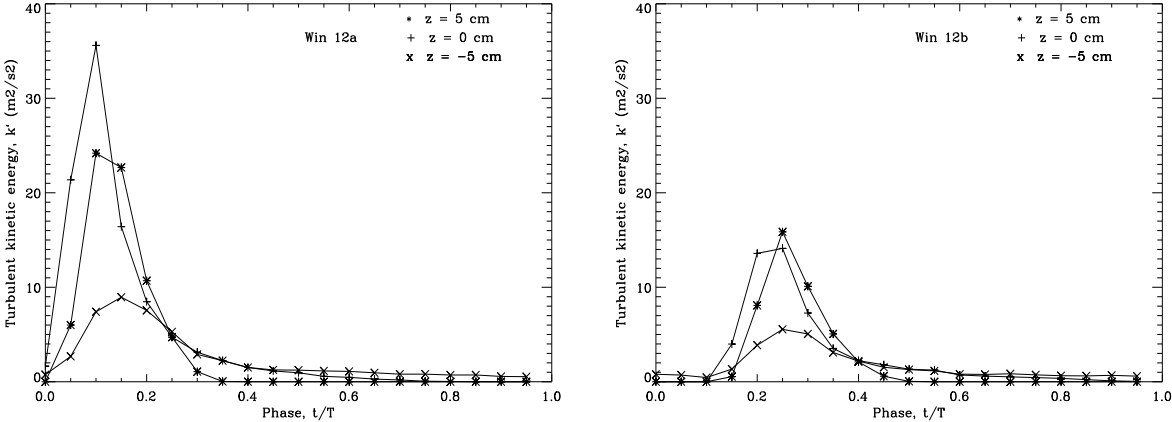 40
30
20
10
0
Turbulent kinetic energy, k' (m2/s2)
Win 12a
* z = 5 cm
+ z = 0 cm
x z = -5 cm
0.0 0.2 0.4 0.6 0.8 1.0
Phase, t/T
40
30
20
10
0
Turbulent kinetic energy, k' (m2/s2)
Win 12b
* z = 5 cm
+ z = 0 cm
x z = -5 cm
0.0 0.2 0.4 0.6 0.8 1.0
Phase, t/T